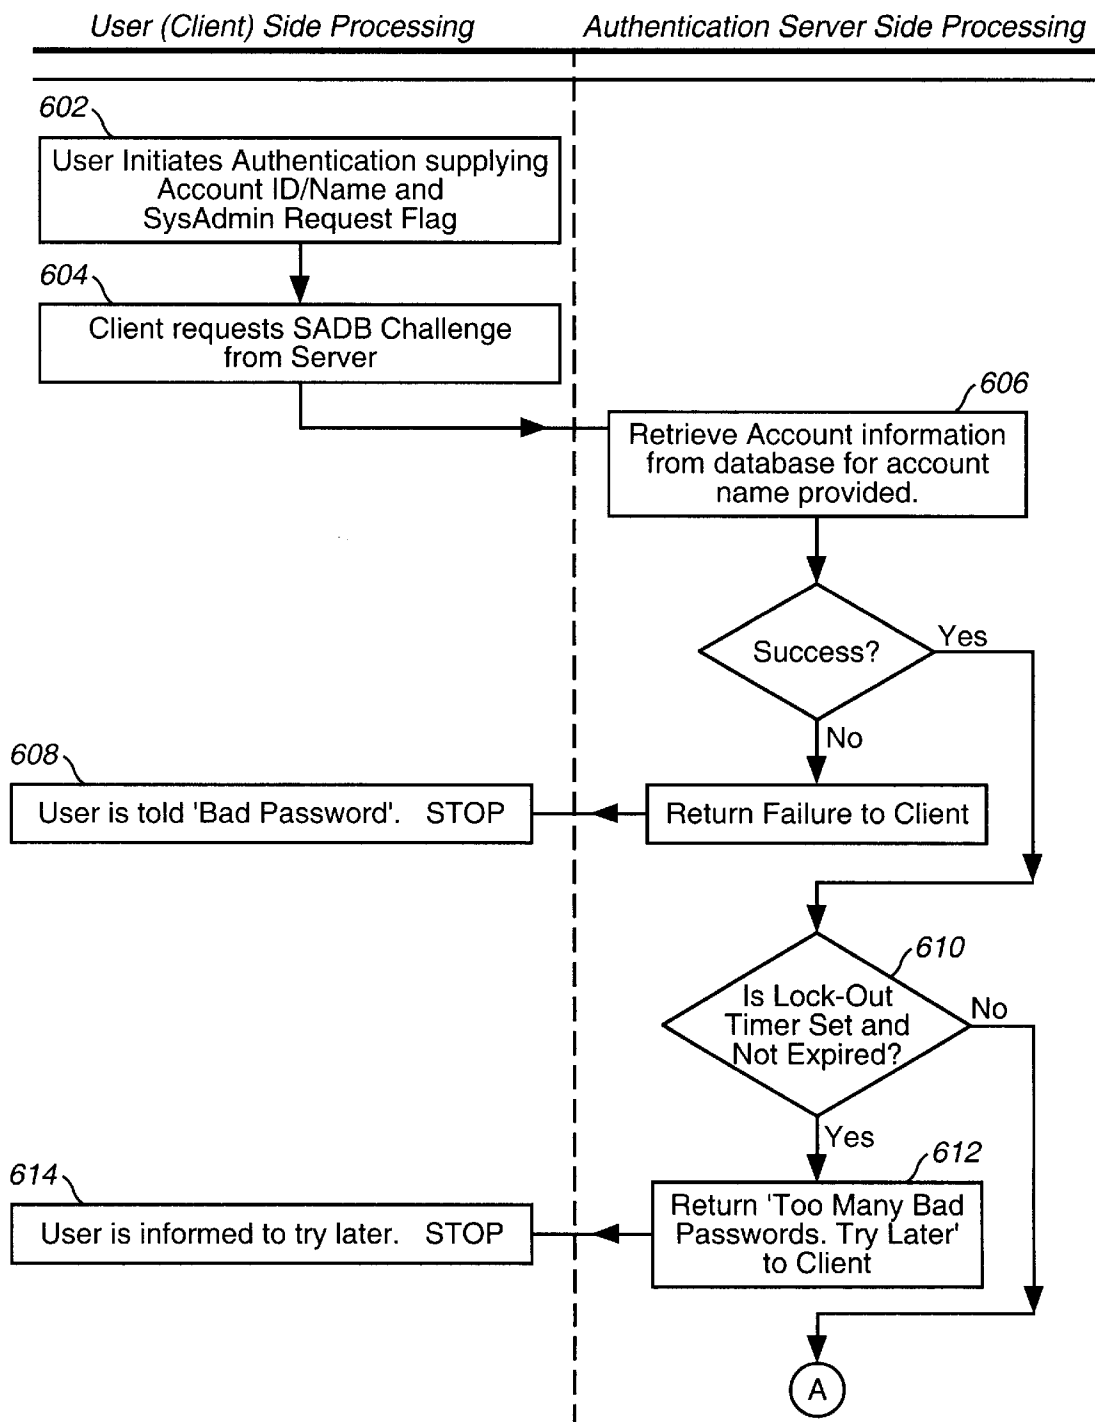 User (Client) Side Processing
Authentication Server Side Processing
602
User Initiates Authentication supplying
Account ID/Name and
SysAdmin Request Flag
604
Client requests SADB Challenge
from Server
606
Retrieve Account information
from database for account
name provided.
Success?
Yes
No
608
User is told 'Bad Password'. STOP
Return Failure to Client
610
Is Lock-Out
Timer Set and
Not Expired?
No
Yes
612
614
Return 'Too Many Bad
Passwords. Try Later'
to Client
User is informed to try later. STOP
A